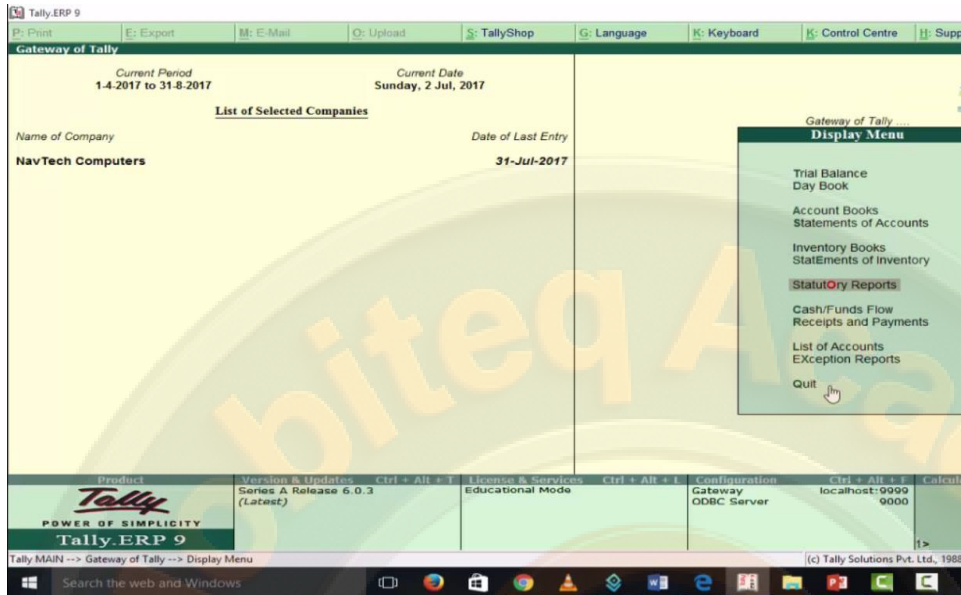 Tally.ERP 9
P: Print E: Export M: E-Mail O: Upload S: TallyShop G: Language K: Keyboard K: Control Centre H: Supp
Gateway of Tally
Current Period Current Date
1-4-2017 to 31-8-2017 Sunday, 2 Jul, 2017
List of Selected Companies
Name of Company Date of Last Entry
NavTech Computers 31-Jul-2017
Gateway of Tally ....
Display Menu
Trial Balance
Day Book
Account Books
Statements of Accounts
Inventory Books
StatEments of Inventory
StatutOry Reports
Cash/Funds Flow
Receipts and Payments
List of Accounts
EXception Reports
Quit
biteq Aca
Product Version & Updates Ctrl + Alt + T License & Services Ctrl + Alt + L Configuration Ctrl + Alt + F Calcul
Tally
POWER OF SIMPLICITY
Tally.ERP 9
Series A Release 6.0.3 Educational Mode Gateway localhost:9999
(Latest) ODBC Server 9000
1>
Tally MAIN --> Gateway of Tally --> Display Menu (c) Tally Solutions Pvt. Ltd., 1988
Search the web and Windows